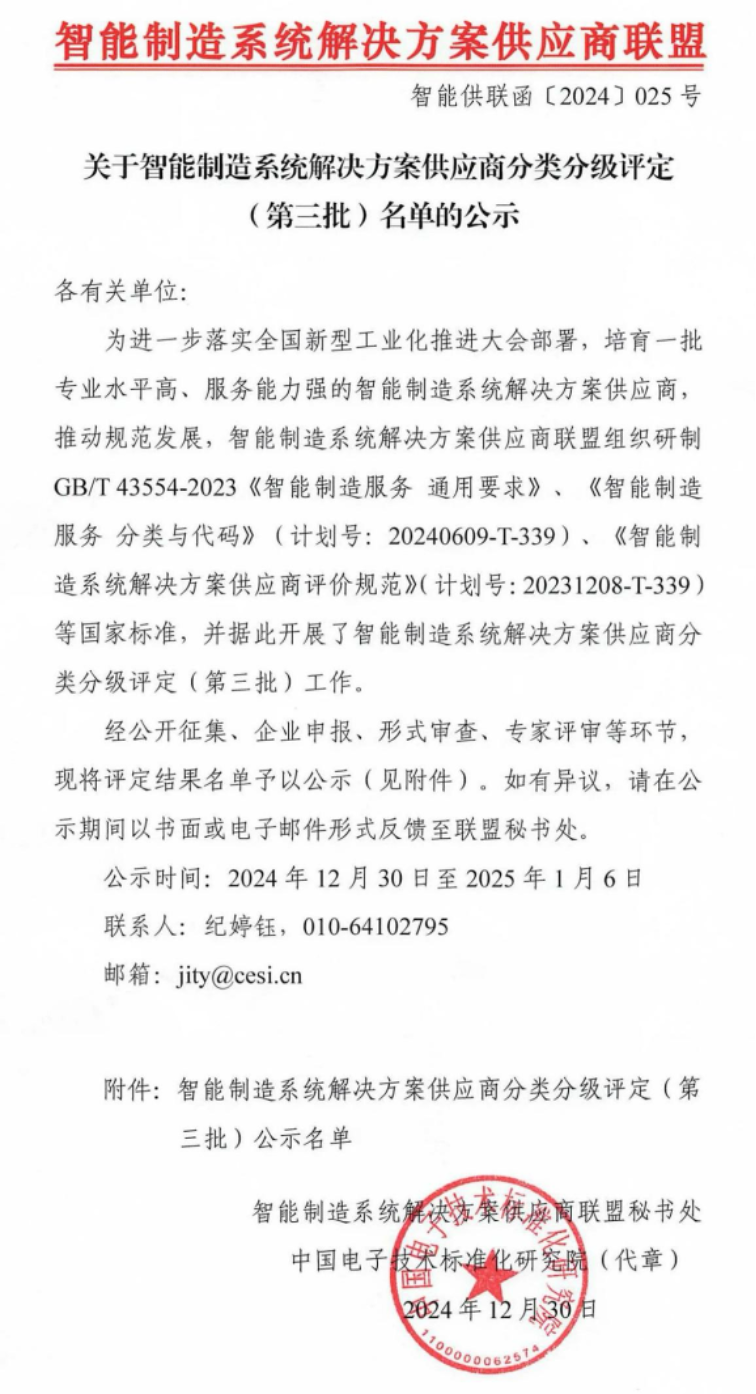 智能制造系统解决方案供应商联盟
智能供联函〔2024〕025 号
关于智能制造系统解决方案供应商分类分级评定
（第三批）名单的公示
各有关单位：
为进一步落实全国新型工业化推进大会部署，培育一批
专业水平高、服务能力强的智能制造系统解决方案供应商，
推动规范发展，智能制造系统解决方案供应商联盟组织研制
GB/T 43554-2023《智能制造服务 通用要求》、《智能制造
服务 分类与代码》（计划号：20240609-T-339）、《智能制
造系统解决方案供应商评价规范》（计划号：20231208-T-339）
等国家标准，并据此开展了智能制造系统解决方案供应商分
类分级评定（第三批）工作。
经公开征集、企业申报、形式审查、专家评审等环节，
现将评定结果名单予以公示（见附件）。如有异议，请在公
示期间以书面或电子邮件形式反馈至联盟秘书处。
公示时间：2024 年 12 月 30 日至 2025 年 1 月 6 日
联系人：纪婷钰，010-64102795
邮箱：jity@cesi.cn
附件：智能制造系统解决方案供应商分类分级评定（第
三批）公示名单
智能制造系统解决方案供应商联盟秘书处
中国电子技术标准化研究院（代章）
2024 年 12 月 30 日
中国电子技术标准化研究院
1100000062574